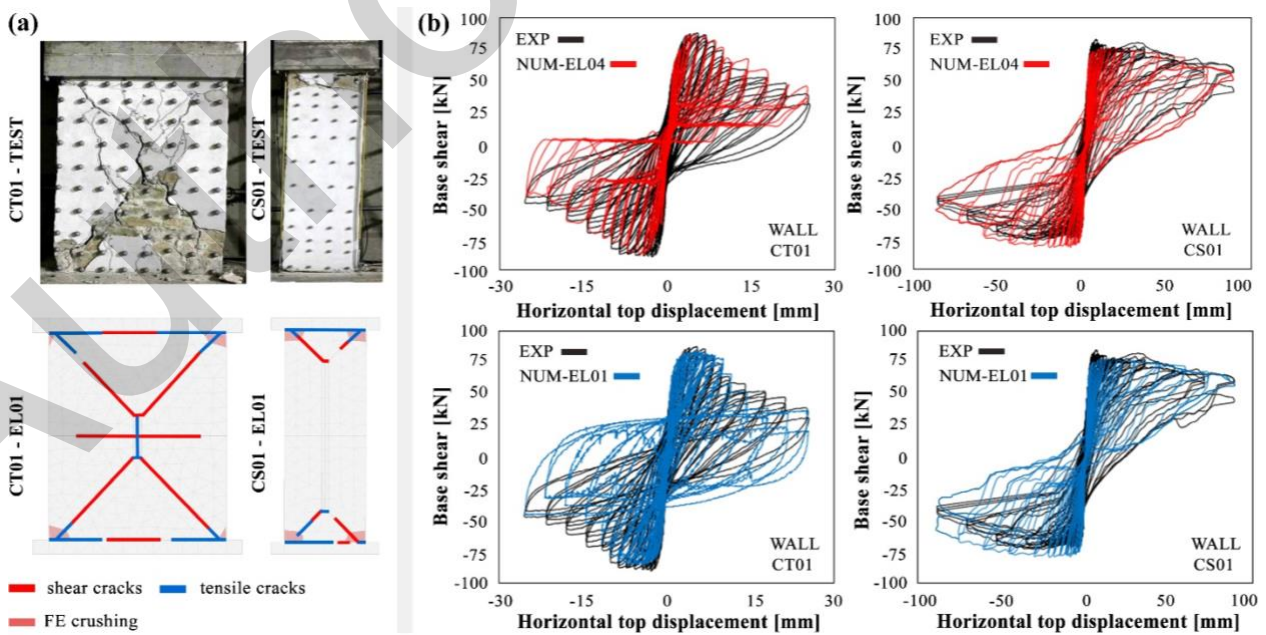 (a)
CT01 - TEST
CS01 - TEST
CT01 - EL01
CS01 - EL01
shear cracks
tensile cracks
FE crushing
(b)
EXP
NUM-EL04
WALL
CT01
Base shear [kN]
100
75
50
25
0
-25
50
75
-100
-30
-15
0
15
30
Horizontal top displacement [mm]
EXP
NUM-EL04
WALL
CS01
Base shear [kN]
100
75
50
25
0
-25
-50
-75
-100
-100
-50
0
50
100
Horizontal top displacement [mm]
EXP
NUM-EL01
WALL
CT01
Base shear [kN]
100
75
50
25
0
-25
50
75
-100
-30
-15
0
15
30
Horizontal top displacement [mm]
EXP
NUM-EL01
WALL
CS01
Base shear [kN]
100
75
50
25
0
-25
-50
75
-100
-100
-50
0
50
100
Horizontal top displacement [mm]